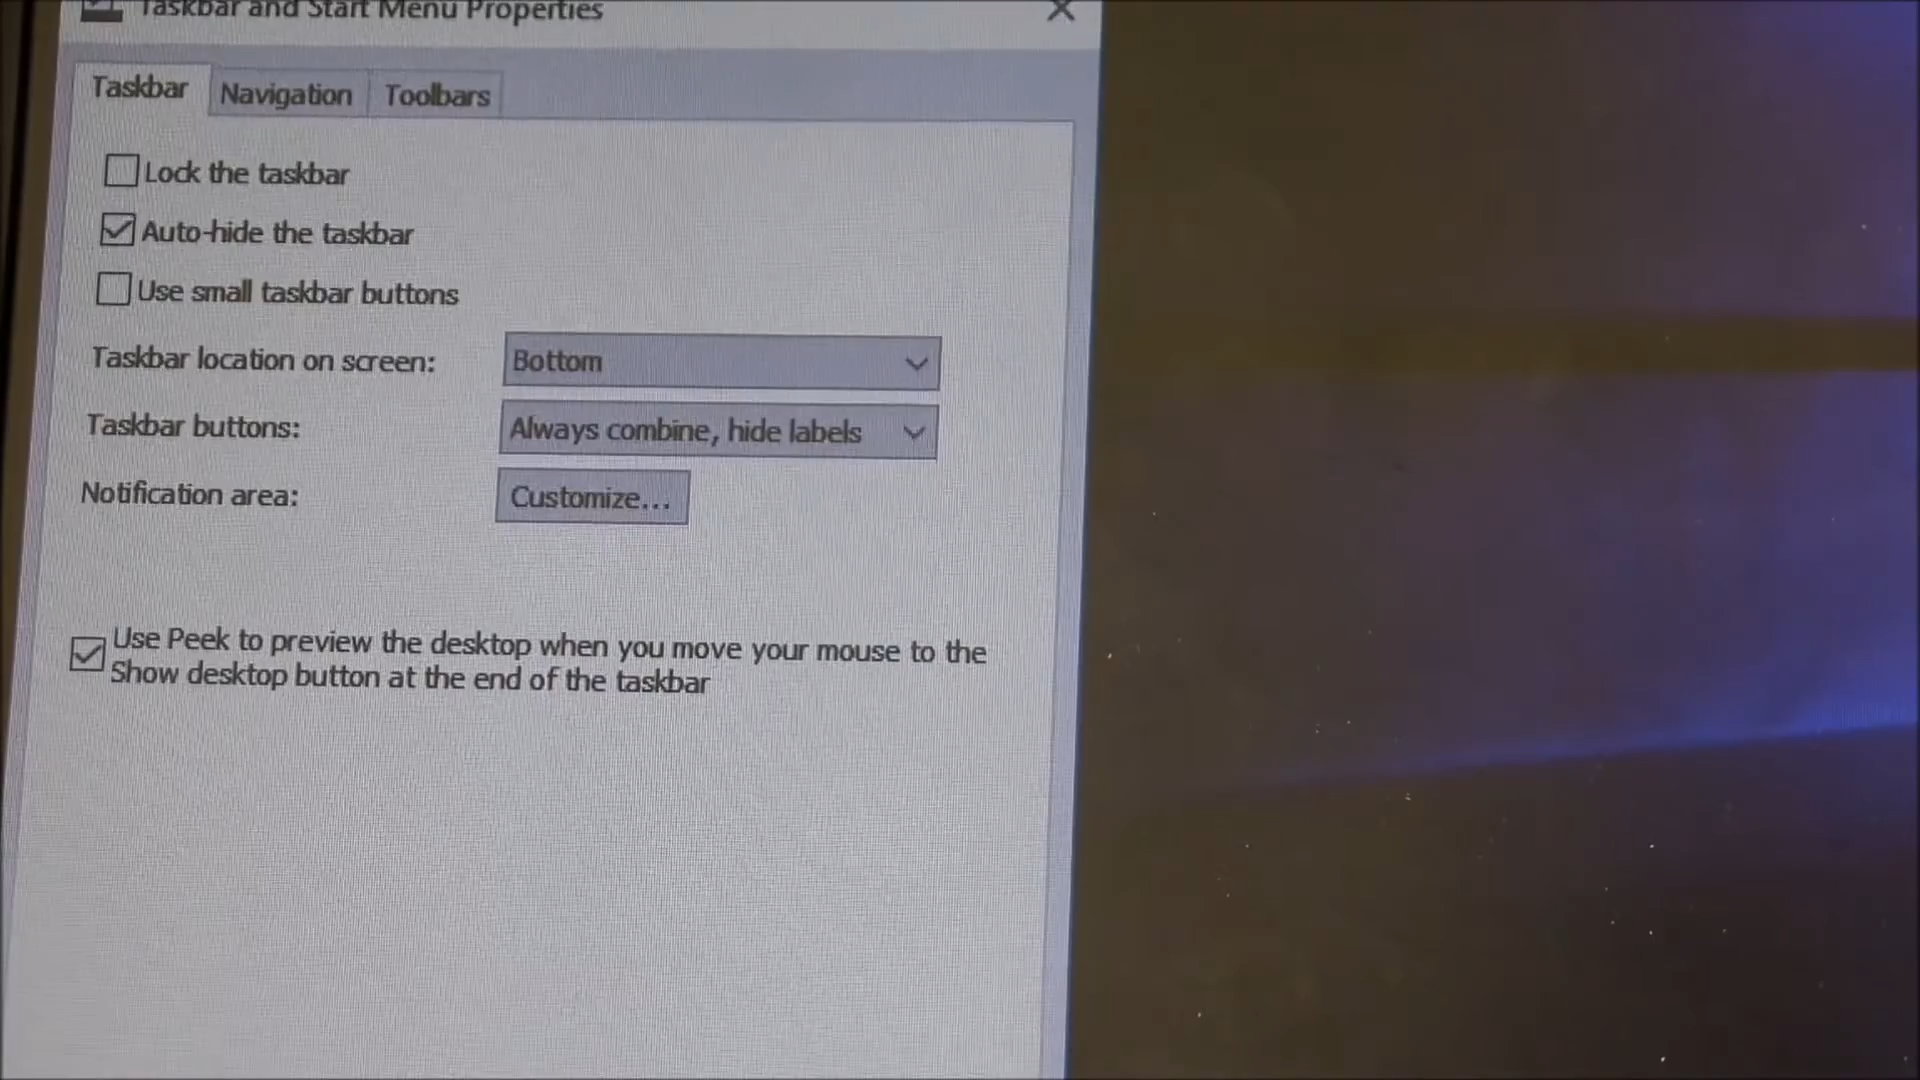 Taskbar and Start Menu Properties
Taskbar
Navigation
Toolbars
Lock the taskbar
Auto-hide the taskbar
Use small taskbar buttons
Taskbar location on screen:
Bottom
Taskbar buttons:
Always combine, hide labels
Notification area:
Customize...
Use Peek to preview the desktop when you move your mouse to the
Show desktop button at the end of the taskbar